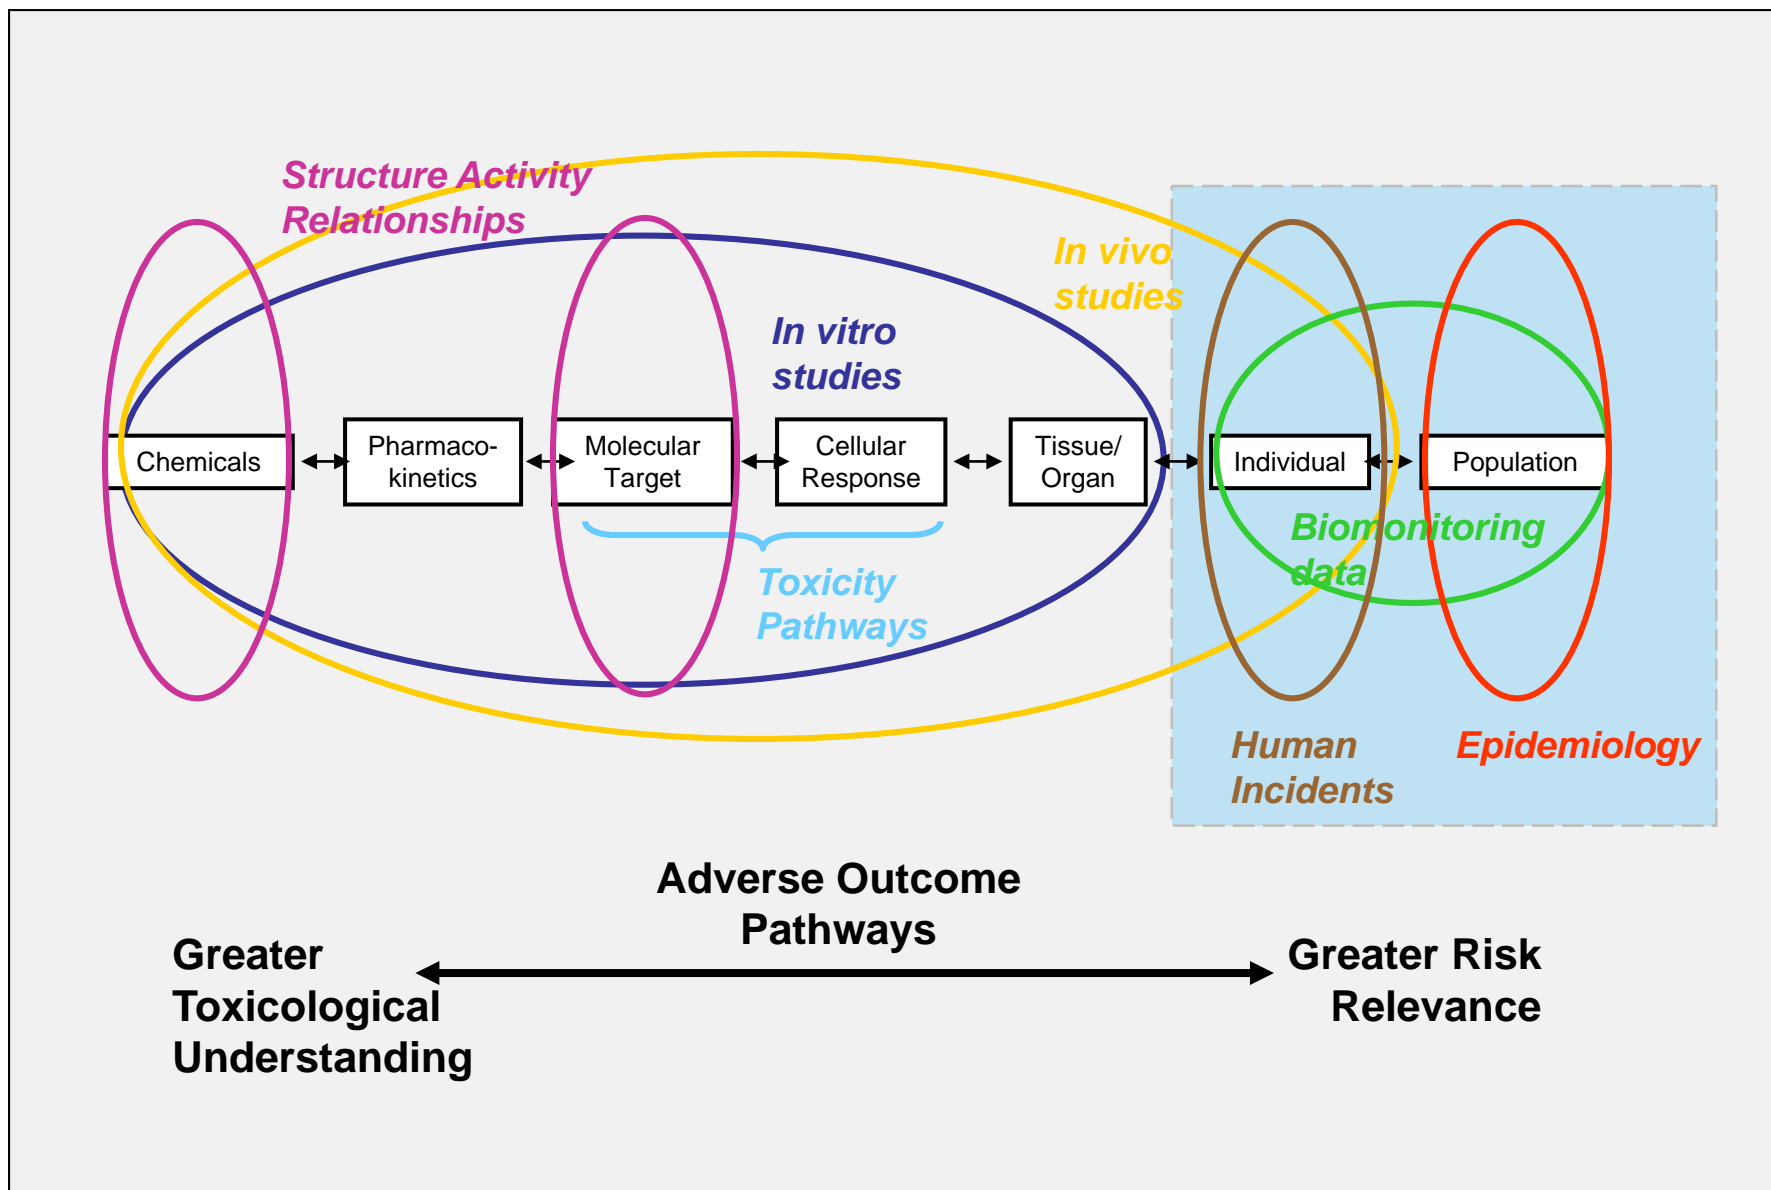 Structure Activity
Relationships
In vivo
studies
In vitro
studies
Chemicals
Pharmaco-
kinetics
Molecular
Target
Cellular
Response
Tissue/
Organ
Individual
Population
Biomonitoring
data
Toxicity
Pathways
Human
Incidents
Epidemiology
Adverse Outcome
Pathways
Greater
Toxicological
Understanding
Greater Risk
Relevance